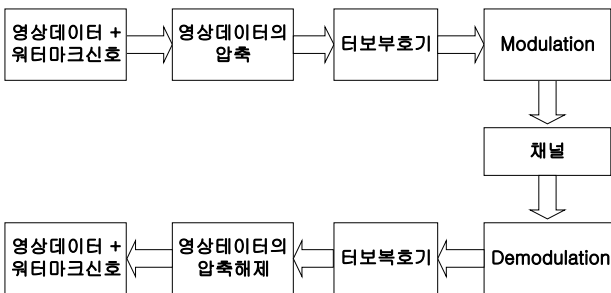 영상데이터 +
워터마크신호
영상데이터의
압축
터보부호기
Modulation
채널
영상데이터 +
워터마크신호
영상테이터의
압축해제
터보복호기
Demodulation